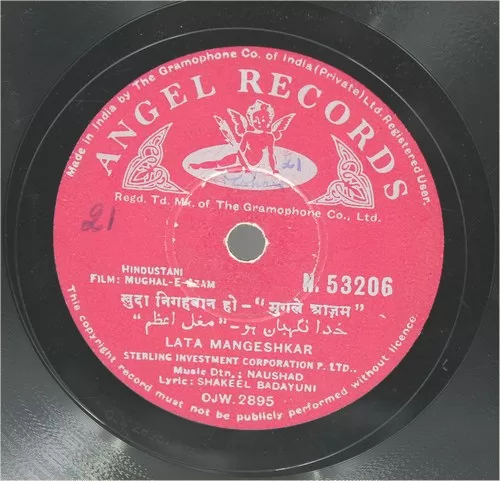 Made in India by The Gramophone Co. of India (Private) Ltd. Registered User.
ANGEL RECORDS
21
Regd. Td. Mk. of The Gramophone Co., Ltd.
21
HINDUSTANI
FILM: MUGHAL-E-AZAM
N. 53206
खुदा निगहबान हो - "मुगले आज़म"
خدا نگہبان ہو - "مغل اعظم"
LATA MANGESHKAR
STERLING INVESTMENT CORPORATION P. LTD.,
Music Dtn.: NAUSHAD
Lyric: SHAKEEL BADAYUNI
OJW. 2895
This copyright record must not be publicly performed without licence.